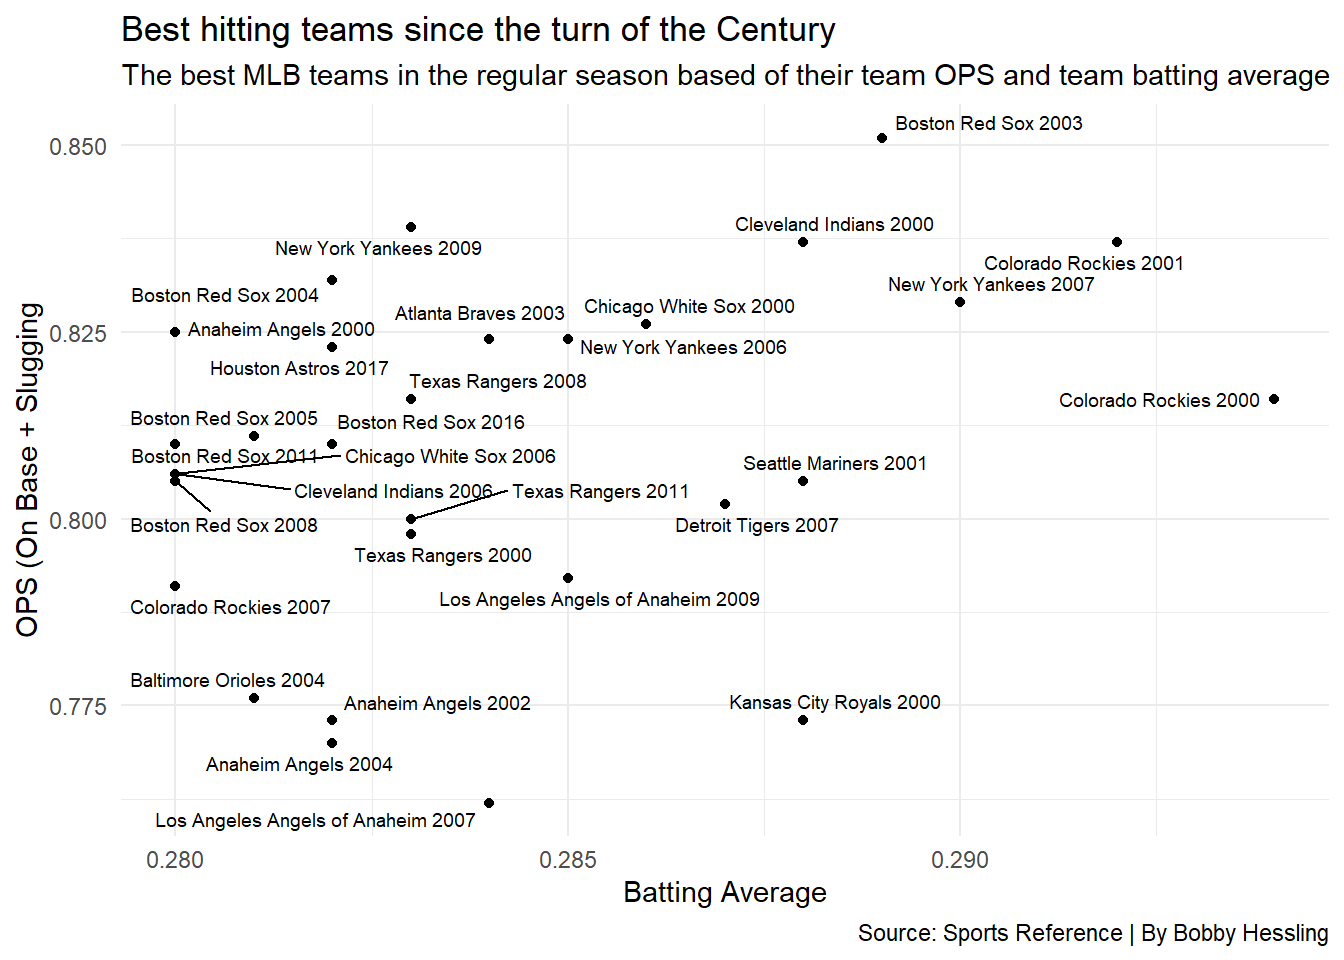 Best hitting teams since the turn of the Century
The best MLB teams in the regular season based of their team OPS and team batting average
Boston Red Sox 2003
0.850
Cleveland Indians 2000
New York Yankees 2009
Colorado Rockies 2001
New York Yankees 2007
Boston Red Sox 2004
Chicago White Sox 2000
Atlanta Braves 2003
Anaheim Angels 2000
0.825
New York Yankees 2006
Houston Astros 2017
Texas Rangers 2008
Colorado Rockies 2000
Boston Red Sox 2005
Boston Red Sox 2016
Boston Red Sox 2011
Chicago White Sox 2006
Seattle Mariners 2001
Cleveland Indians 2006
Texas Rangers 2011
0.800
Boston Red Sox 2008
Detroit Tigers 2007
Texas Rangers 2000
Los Angeles Angels of Anaheim 2009
Colorado Rockies 2007
Baltimore Orioles 2004
Anaheim Angels 2002
Kansas City Royals 2000
0.775
Anaheim Angels 2004
Los Angeles Angels of Anaheim 2007
OPS (On Base + Slugging
0.280
0.285
0.290
Batting Average
Source: Sports Reference | By Bobby Hessling